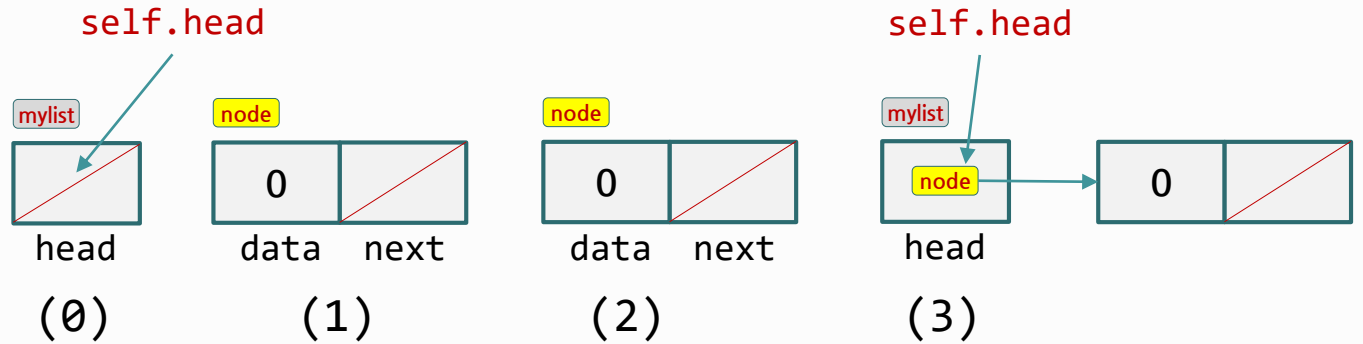 self.head self.head
mylist node node mylist
0 0 node 0
head data next data next head
(0) (1) (2) (3)